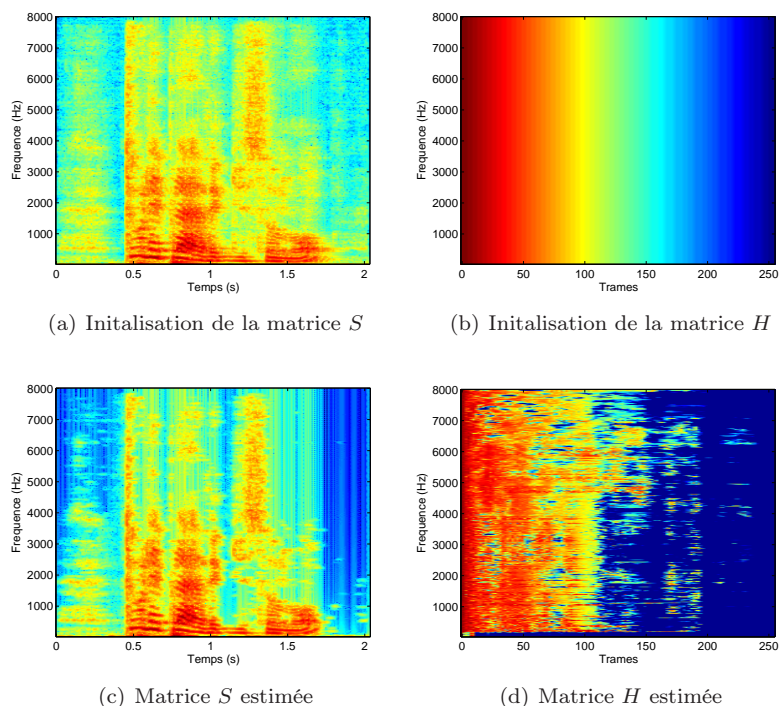 8000
7000
6000
5000
4000
3000
2000
1000
Frequence (Hz)
0 0.5 1 1.5 2
Temps (s)
(a) Initalisation de la matrice S
8000
7000
6000
5000
4000
3000
2000
1000
Frequence (Hz)
0 50 100 150 200 250
Trames
(b) Initalisation de la matrice H
8000
7000
6000
5000
4000
3000
2000
1000
Frequence (Hz)
0 0.5 1 1.5 2
Temps (s)
(c) Matrice S estimée
8000
7000
6000
5000
4000
3000
2000
1000
Frequence (Hz)
0 50 100 150 200 250
Trames
(d) Matrice H estimée